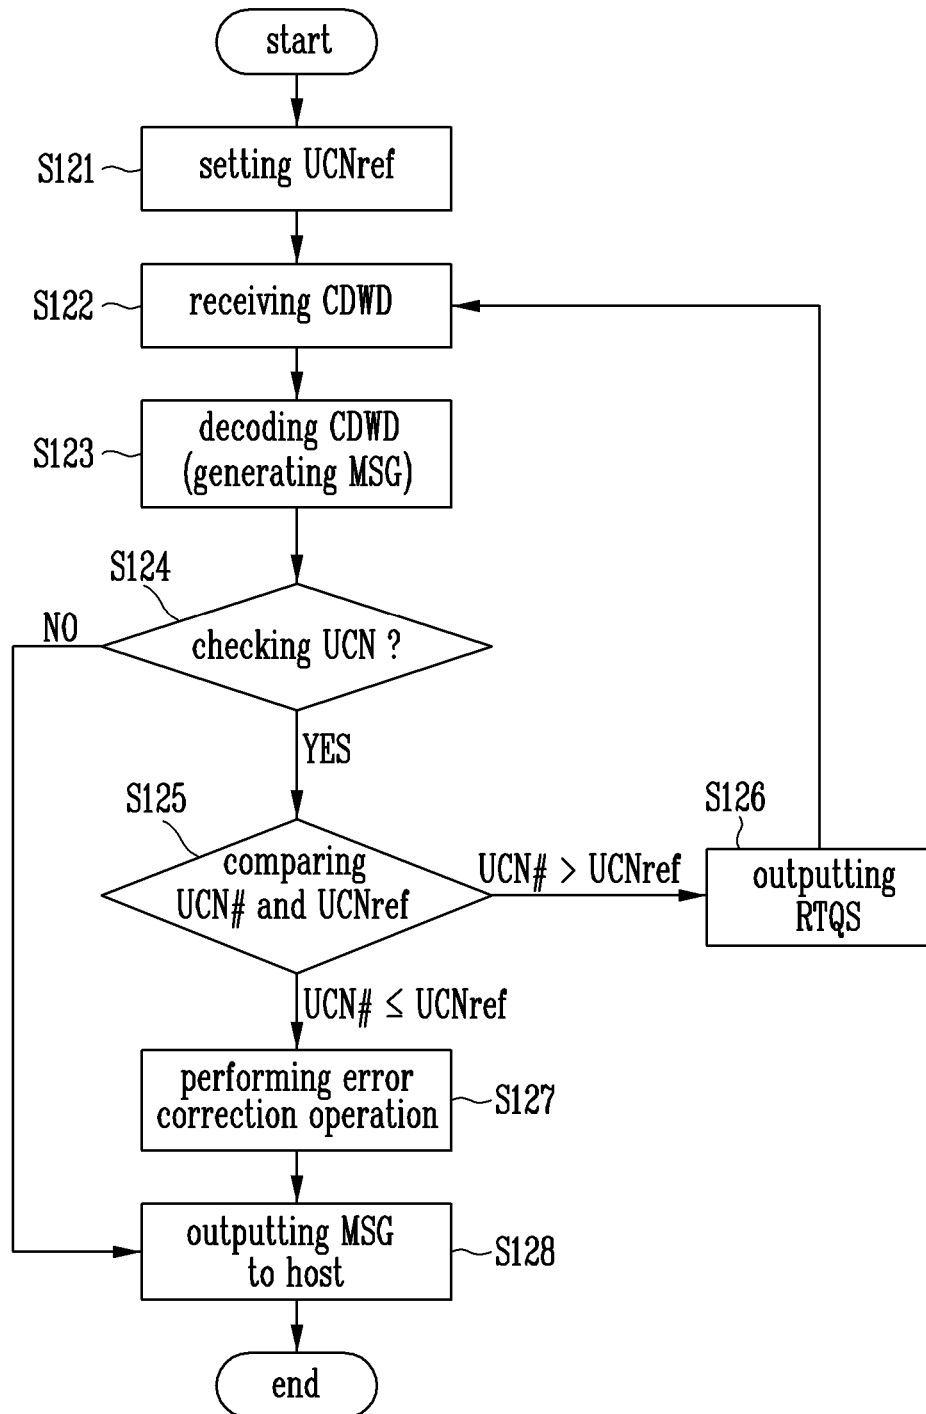 start
S121
setting UCNref
S122
receiving CDWD
S123
decoding CDWD
(generating MSG)
S124
NO
checking UCN ?
YES
S125
comparing
UCN# and UCNref
UCN# > UCNref
S126
outputting
RTQS
UCN# ≤ UCNref
performing error
correction operation
S127
outputting MSG
to host
S128
end